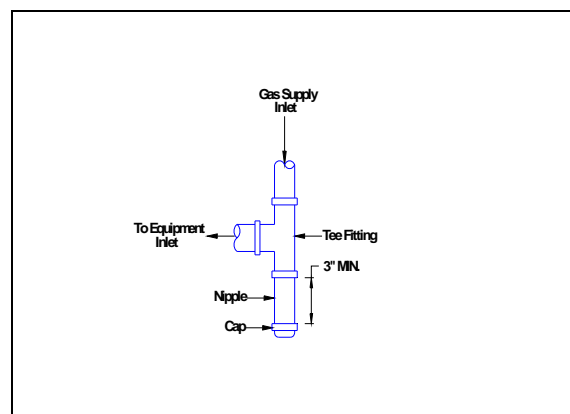 Gas Supply
Inlet
To Equipment
Inlet
Tee Fitting
3" MIN.
Nipple
Cap